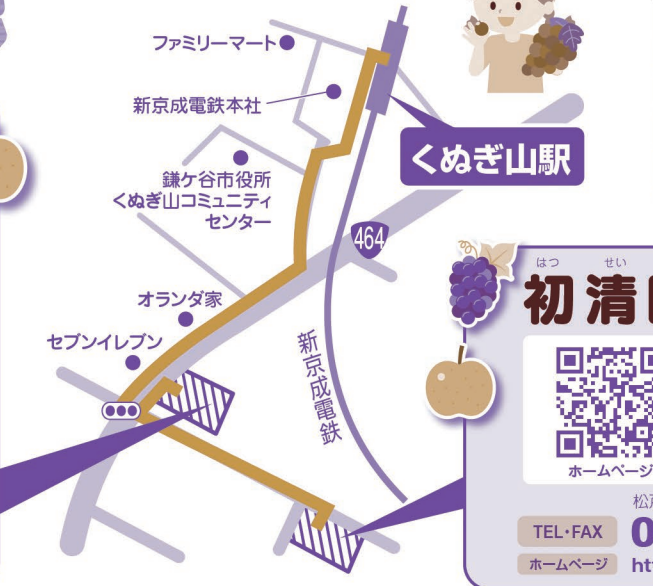 ファミリーマート
新京成電鉄本社
くぬぎ山駅
鎌ケ谷市役所
くぬぎ山コミュニティ
センター
464
オランダ家
セブンイレブン
新京成電鉄
はつ せい
初清
ホームページ
TEL・FAX 0
ホームページ ht